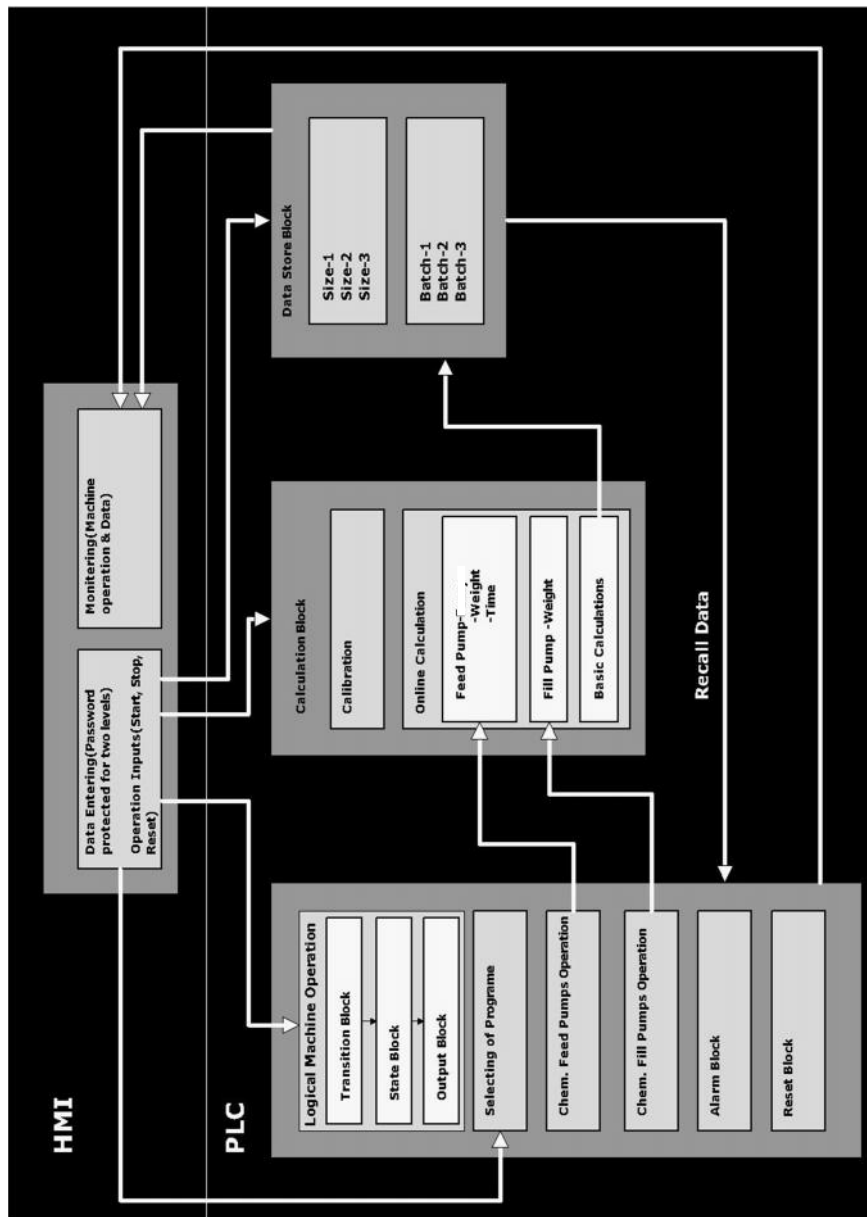 HMI
Data Entering(Password
protected for two levels)
Operation Inputs(Start, Stop,
Reset)
Monitering(Machine
operation & Data)
PLC
Logical Machine Operation
Transition Block
State Block
Output Block
Selecting of Programe
Chem. Feed Pumps Operation
Chem. Fill Pumps Operation
Alarm Block
Reset Block
Calculation Block
Calibration
Online Calculation
Feed Pump-
-Weight
-Time
Fill Pump -Weight
Basic Calculations
Data Store Block
Size-1
Size-2
Size-3
Batch-1
Batch-2
Batch-3
Recall Data